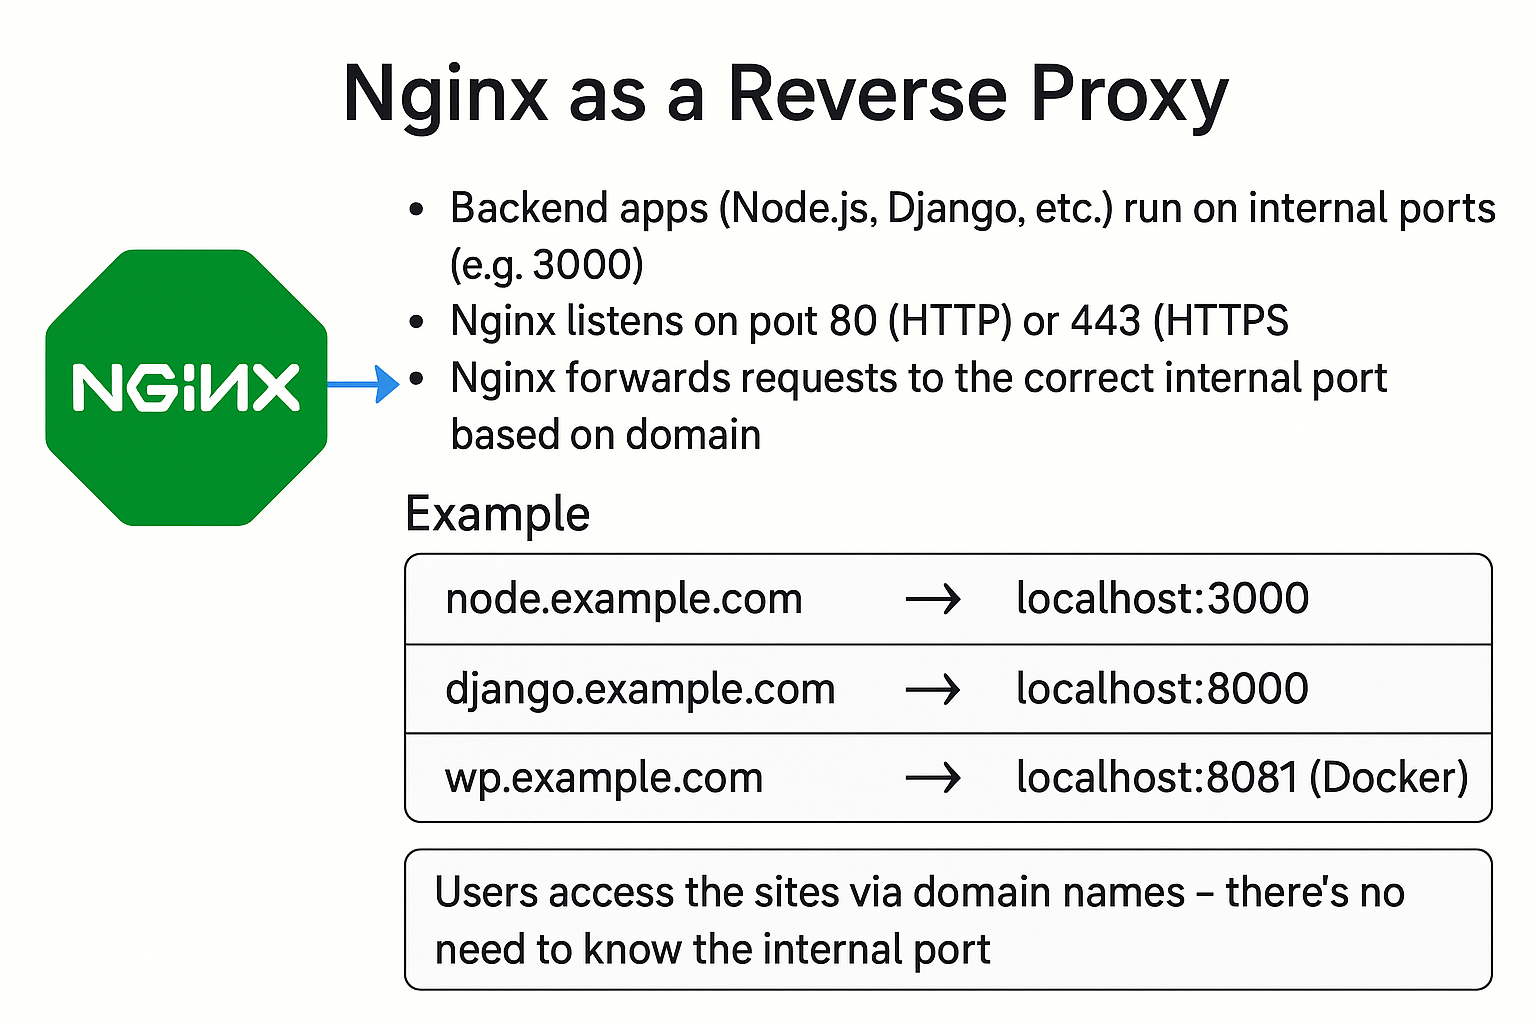 Nginx as a Reverse Proxy
• Backend apps (Node.js, Django, etc.) run on internal ports
(e.g. 3000)
• Nginx listens on poıt 80 (HTTP) or 443 (HTTPS
NGiNX
• Nginx forwards requests to the correct internal port
based on domain
Example
node.example.com → localhost:3000
django.example.com → localhost:8000
wp.example.com → localhost:8081 (Docker)
Users access the sites via domain names – there's no
need to know the internal port